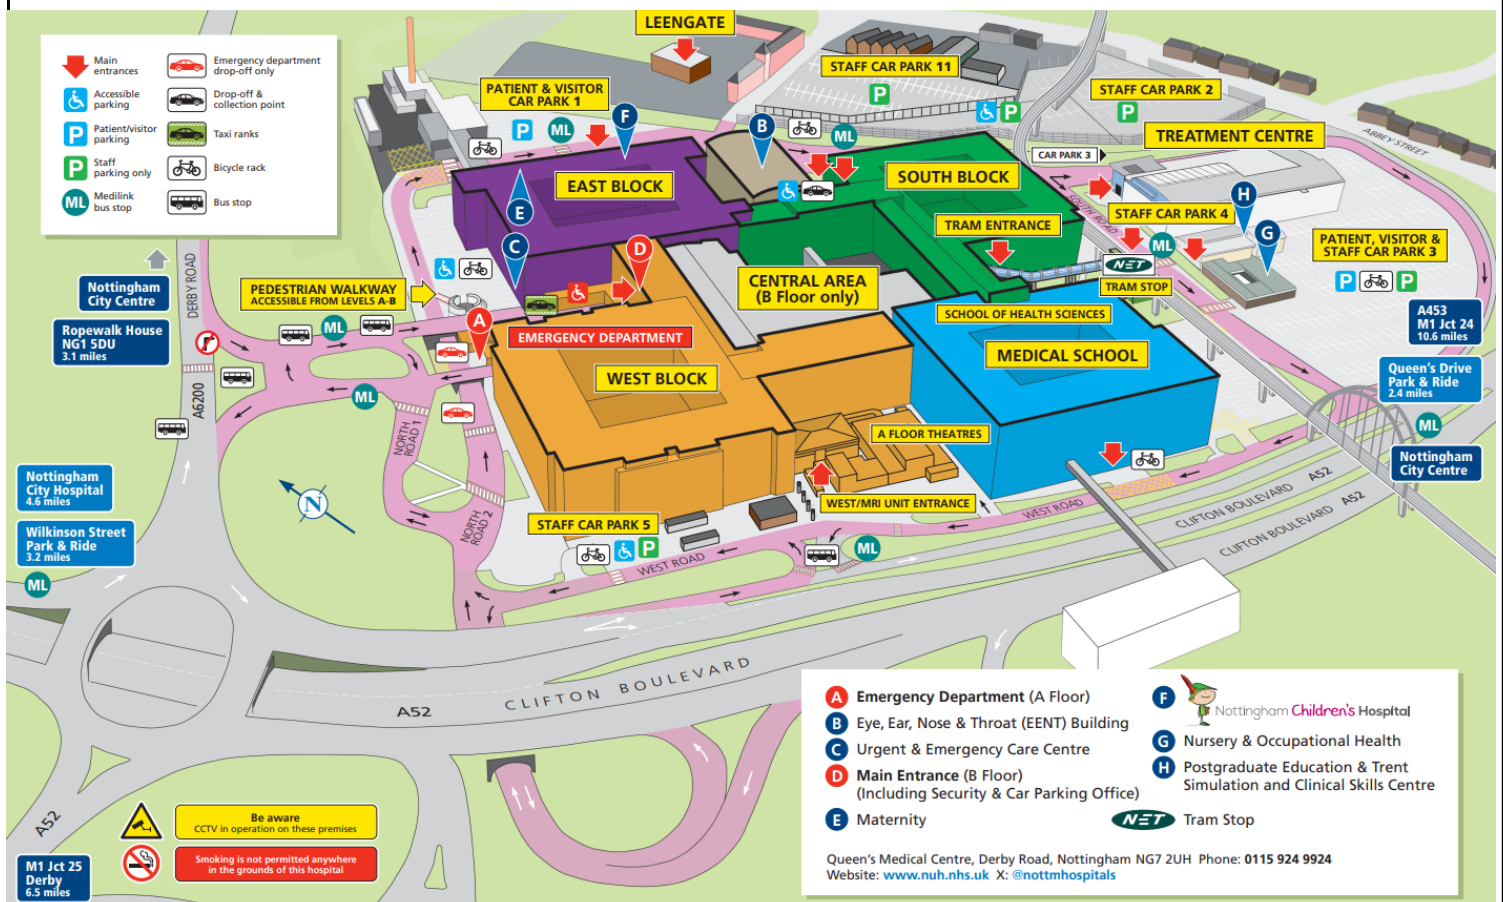 LEENGATE
Main
entrances
Accessible
parking
Patient/visitor
parking
Staff
parking only
Medilink
bus stop
Emergency department
drop-off only
Drop-off &
collection point
Taxi ranks
Bicycle rack
Bus stop
P
P
ML
PATIENT & VISITOR
CAR PARK 1
P
ML
F
B
ML
STAFF CAR PARK 11
P
P
STAFF CAR PARK 2
P
TREATMENT CENTRE
ABBEY STREET
CAR PARK 3
EAST BLOCK
SOUTH BLOCK
SOUTH ROAD
H
STAFF CAR PARK 4
ML
G
PATIENT, VISITOR &
STAFF CAR PARK 3
P
P
E
C
D
TRAM ENTRANCE
NET
TRAM STOP
CENTRAL AREA
(B Floor only)
SCHOOL OF HEALTH SCIENCES
MEDICAL SCHOOL
Nottingham
City Centre
DERBY ROAD
PEDESTRIAN WALKWAY
ACCESSIBLE FROM LEVELS A-B
Ropewalk House
NG1 5DU
3.1 miles
ML
A
EMERGENCY DEPARTMENT
WEST BLOCK
A6200
ML
NORTH
ROAD 1
A453
M1 Jct 24
10.6 miles
Queen's Drive
Park & Ride
2.4 miles
ML
Nottingham
City Centre
A FLOOR THEATRES
WEST/MRI UNIT ENTRANCE
Nottingham
City Hospital
4.6 miles
Wilkinson Street
Park & Ride
3.2 miles
ML
N
NORTH
ROAD 2
STAFF CAR PARK 5
P
WEST ROAD
ML
WEST ROAD
CLIFTON BOULEVARD A52
CLIFTON BOULEVARD A52
A52 CLIFTON BOULEVARD
A52
M1 Jct 25
Derby
6.5 miles
Be aware
CCTV in operation on these premises
Smoking is not permitted anywhere
in the grounds of this hospital
A Emergency Department (A Floor)
B Eye, Ear, Nose & Throat (EENT) Building
C Urgent & Emergency Care Centre
D Main Entrance (B Floor)
(Including Security & Car Parking Office)
E Maternity
F Nottingham Children's Hospital
G Nursery & Occupational Health
H Postgraduate Education & Trent
Simulation and Clinical Skills Centre
NET Tram Stop
Queen's Medical Centre, Derby Road, Nottingham NG7 2UH Phone: 0115 924 9924
Website: www.nuh.nhs.uk X: @nottmhospitals